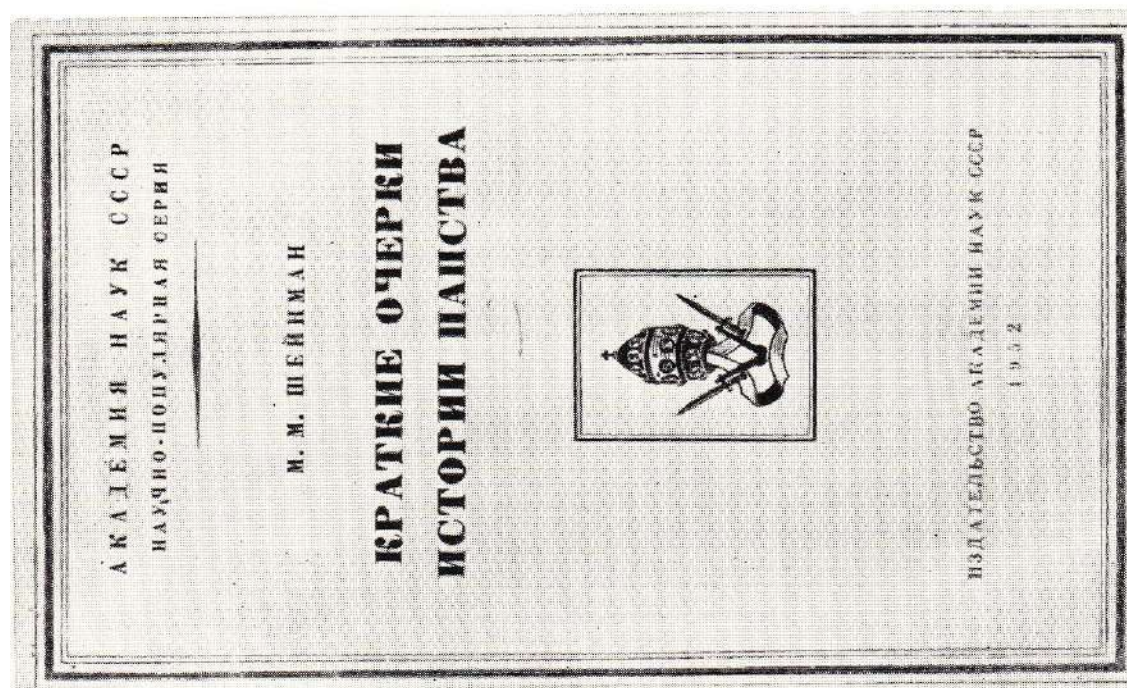 АКАДЕМИЯ НАУК СССР
НАУЧНО-ПОПУЛЯРНАЯ СЕРИЯ
М. М. ШЕЙНМАН
КРАТКИЕ ОЧЕРКИ
ИСТОРИИ ПАПСТВА
ИЗДАТЕЛЬСТВО АКАДЕМИИ НАУК СССР
1952